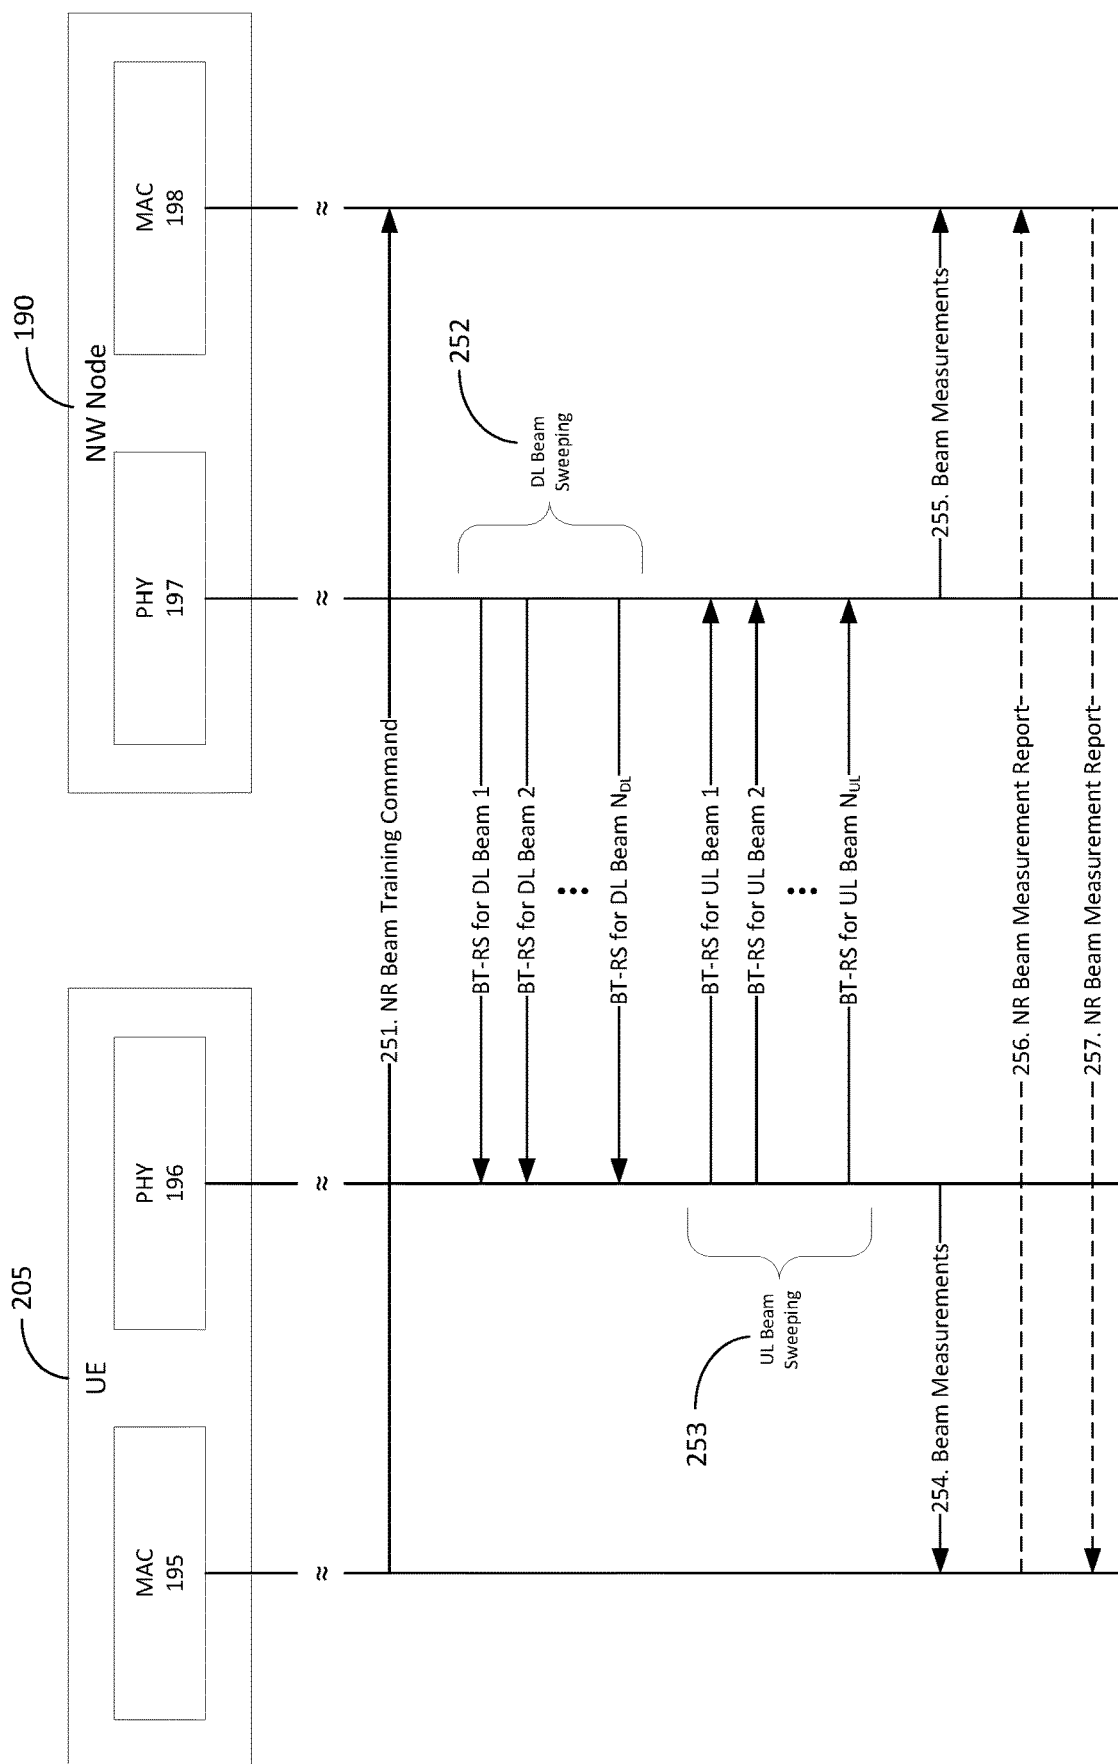 205
UE
MAC
195
PHY
196
190
NW Node
PHY
197
MAC
198
≈
≈
≈
≈
251. NR Beam Training Command
BT-RS for DL Beam 1
BT-RS for DL Beam 2
BT-RS for DL Beam NDL
DL Beam
Sweeping
252
BT-RS for UL Beam 1
BT-RS for UL Beam 2
BT-RS for UL Beam NUL
UL Beam
Sweeping
253
254. Beam Measurements
255. Beam Measurements
256. NR Beam Measurement Report
257. NR Beam Measurement Report